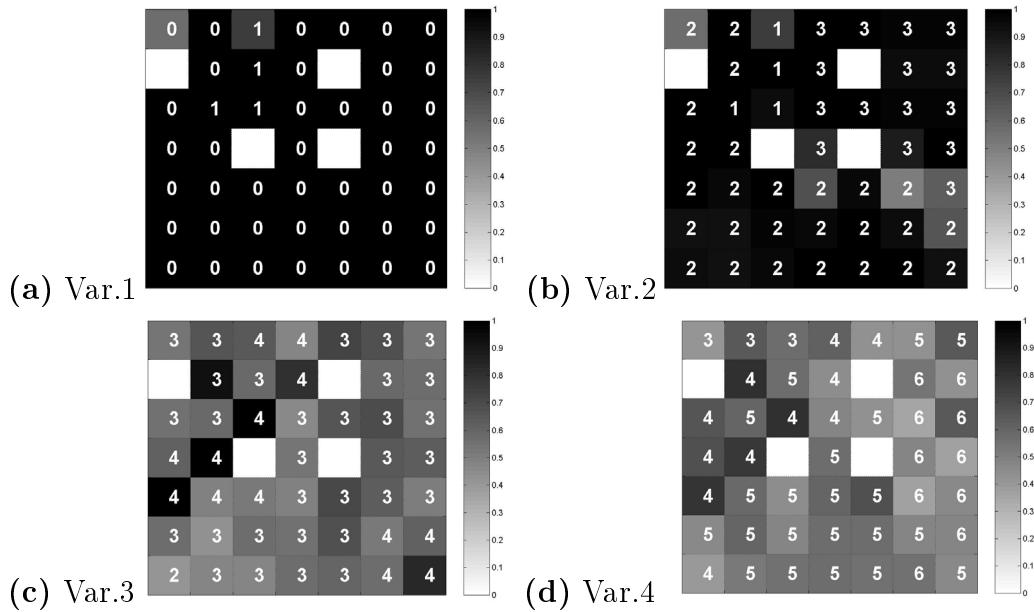 0 0 1 0 0 0 0
0 1 0 0 0
0 1 1 0 0 0 0
0 0 0 0 0
0 0 0 0 0 0 0
0 0 0 0 0 0 0
0 0 0 0 0 0 0
1
0.9
0.8
0.7
0.6
0.5
0.4
0.3
0.2
0.1
0
(a) Var.1
2 2 1 3 3 3 3
2 1 3 3 3
2 1 1 3 3 3 3
2 2 3 3 3
2 2 2 2 2 2 3
2 2 2 2 2 2 2
2 2 2 2 2 2 2
1
0.9
0.8
0.7
0.6
0.5
0.4
0.3
0.2
0.1
0
(b) Var.2
3 3 4 4 3 3 3
3 3 4 3 3
3 3 4 3 3 3 3
4 4 3 3 3
4 4 4 3 3 3 3
3 3 3 3 3 4 4
2 3 3 3 3 4 4
1
0.9
0.8
0.7
0.6
0.5
0.4
0.3
0.2
0.1
0
(c) Var.3
3 3 3 4 4 5 5
4 5 4 6 6
4 5 4 4 5 6 6
4 4 5 6 6
4 5 5 5 5 6 6
5 5 5 5 5 5 6
4 5 5 5 5 6 5
1
0.9
0.8
0.7
0.6
0.5
0.4
0.3
0.2
0.1
0
(d) Var.4